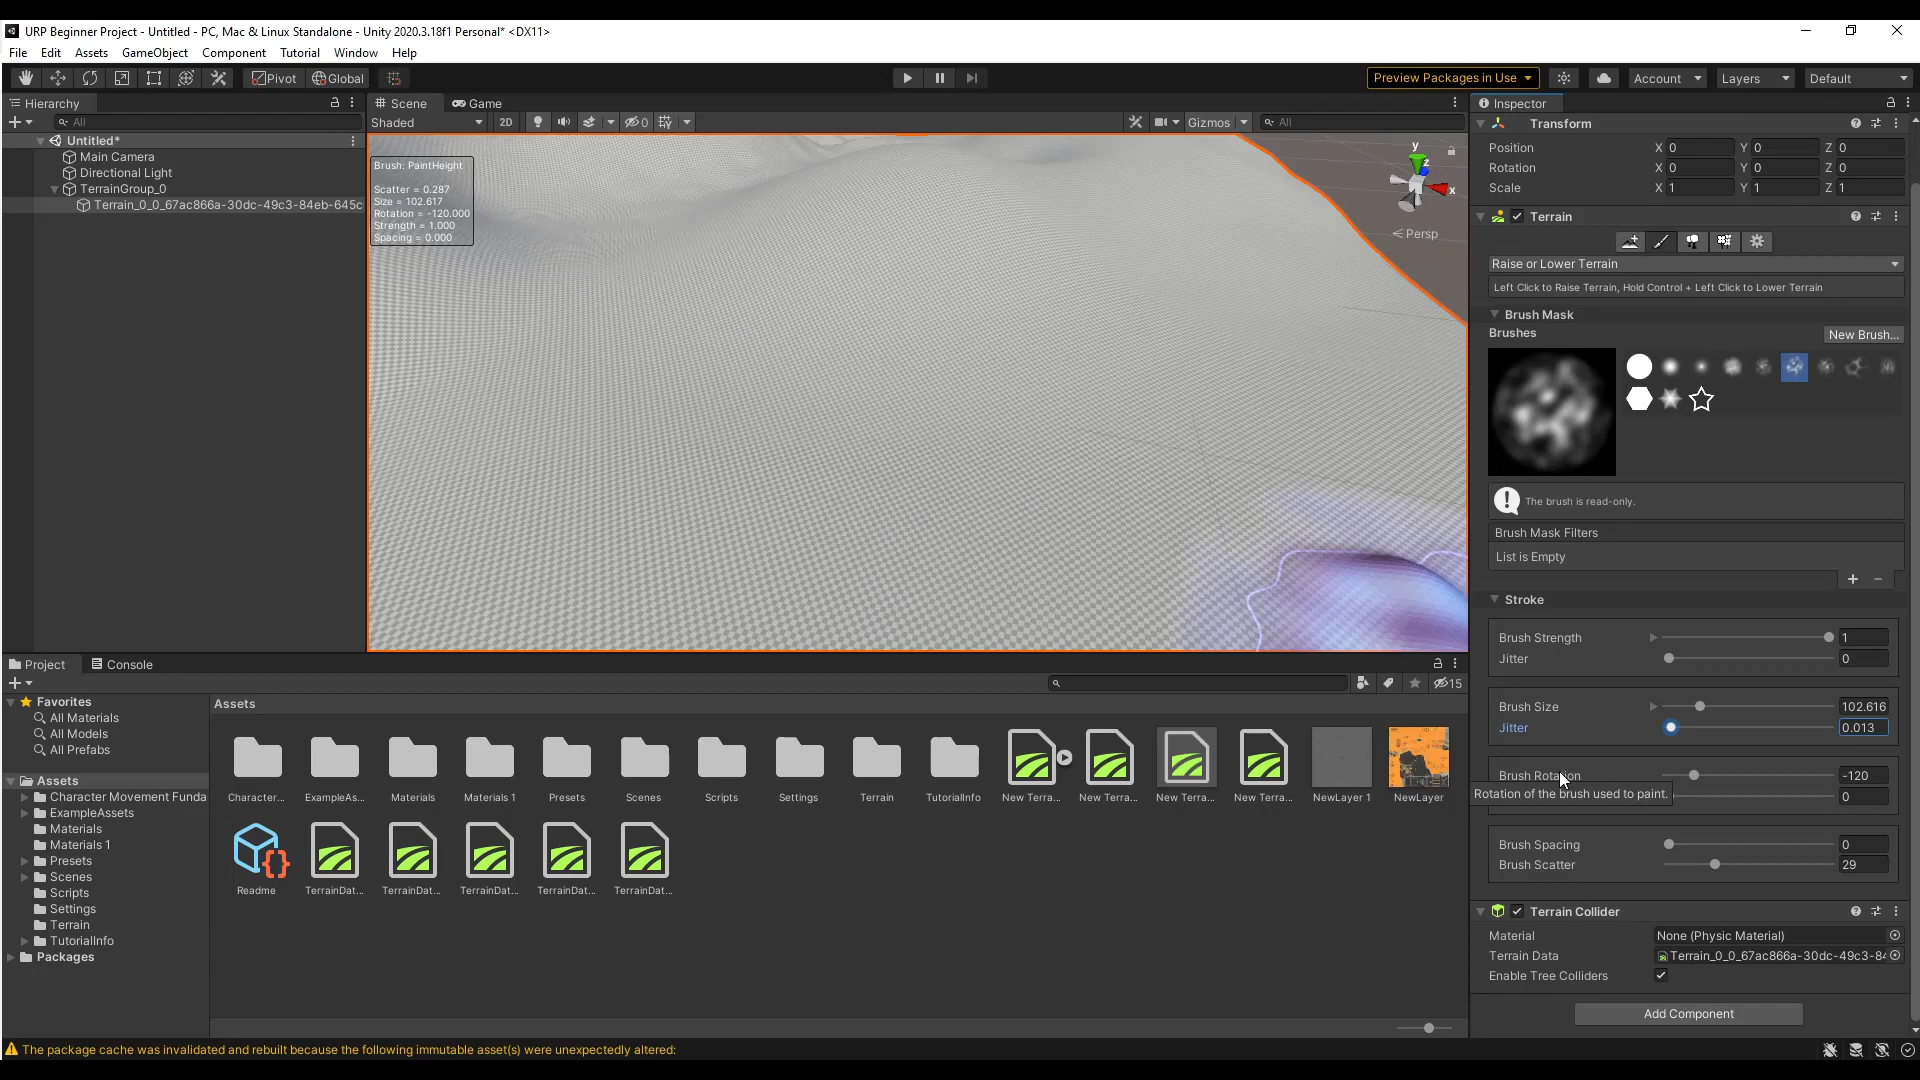 URP Beginner Project - Untitled - PC, Mac & Linux Standalone - Unity 2020.3.18f1 Personal* <DX11>
File Edit Assets GameObject Component Tutorial Window Help
Pivot Global Preview Packages in Use Account Layers Default
Hierarchy
All
Untitled*
Main Camera
Directional Light
TerrainGroup_0
Terrain_0_0_67ac866a-30dc-49c3-84eb-645c
Scene Game
Shaded 2D 0 Gizmos All
Brush: PaintHeight
Scatter = 0.287
Size = 102.617
Rotation = -120.000
Strength = 1.000
Spacing = 0.000
y
z
x
Persp
Inspector
Transform
Position X 0 Y 0 Z 0
Rotation X 0 Y 0 Z 0
Scale X 1 Y 1 Z 1
Terrain
Raise or Lower Terrain
Left Click to Raise Terrain, Hold Control + Left Click to Lower Terrain
Brush Mask
Brushes
New Brush...
The brush is read-only.
Brush Mask Filters
List is Empty
Stroke
Brush Strength 1
Jitter 0
Brush Size 102.616
Jitter 0.013
Brush Rotation -120
Rotation of the brush used to paint. 0
Brush Spacing 0
Brush Scatter 29
Terrain Collider
Material None (Physic Material)
Terrain Data Terrain_0_0_67ac866a-30dc-49c3-84
Enable Tree Colliders
Add Component
Project Console
15
Favorites
All Materials
All Models
All Prefabs
Assets
Character Movement Funda
ExampleAssets
Materials
Materials 1
Presets
Scenes
Scripts
Settings
Terrain
TutorialInfo
Packages
Assets
Character... ExampleAs... Materials Materials 1 Presets Scenes Scripts Settings Terrain TutorialInfo New Terra... New Terra... New Terra... New Terra... NewLayer 1 NewLayer
Readme TerrainDat... TerrainDat... TerrainDat... TerrainDat... TerrainDat...
The package cache was invalidated and rebuilt because the following immutable asset(s) were unexpectedly altered: